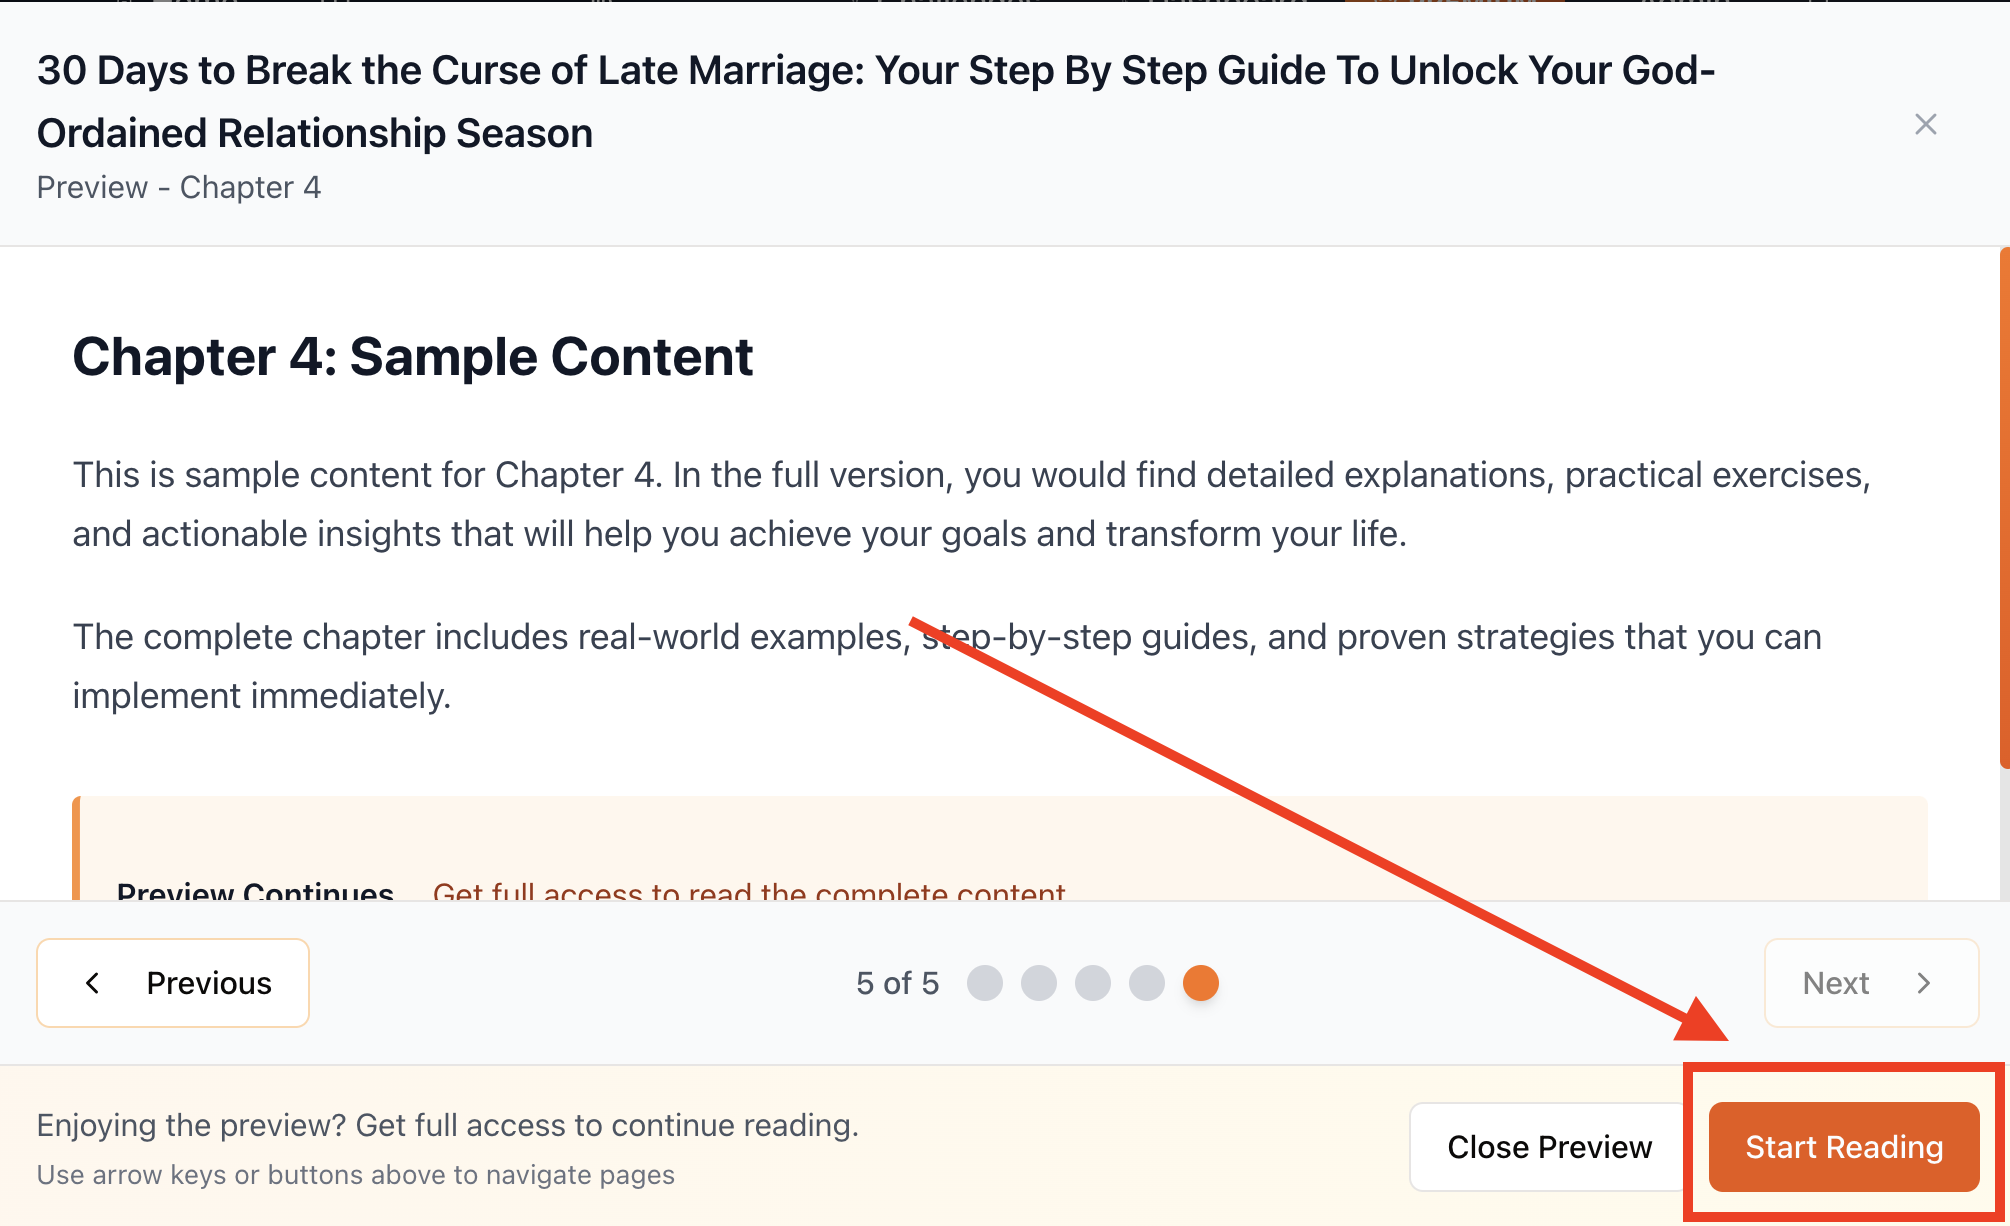 30 Days to Break the Curse of Late Marriage: Your Step By Step Guide To Unlock Your God-
Ordained Relationship Season
Preview - Chapter 4
Chapter 4: Sample Content
This is sample content for Chapter 4. In the full version, you would find detailed explanations, practical exercises,
and actionable insights that will help you achieve your goals and transform your life.
The complete chapter includes real-world examples, step-by-step guides, and proven strategies that you can
implement immediately.
Preview Continues Get full access to read the complete content
Previous
5 of 5
Next
Enjoying the preview? Get full access to continue reading.
Use arrow keys or buttons above to navigate pages
Close Preview
Start Reading